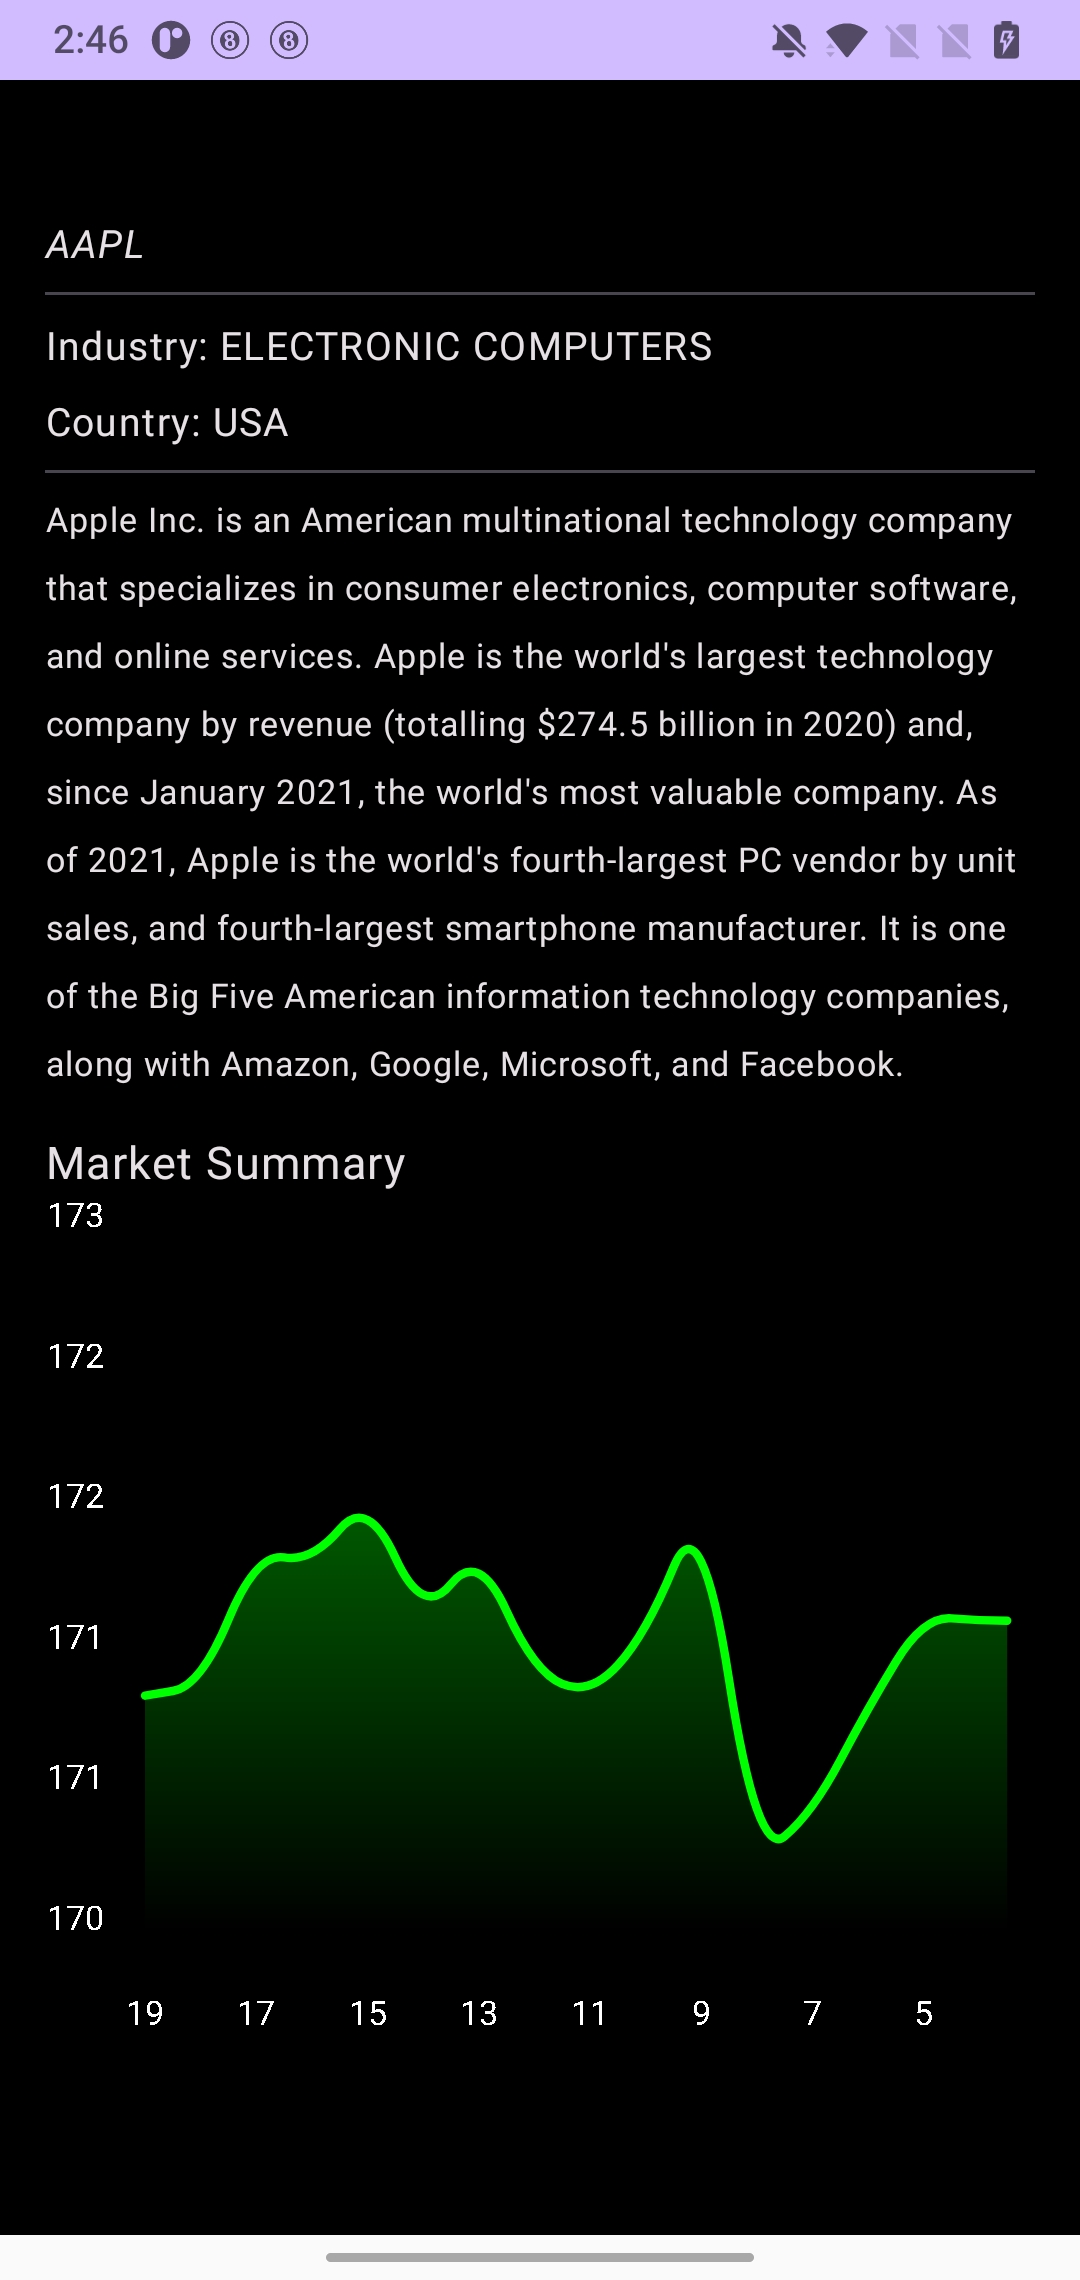 2:46
AAPL
Industry: ELECTRONIC COMPUTERS
Country: USA
Apple Inc. is an American multinational technology company
that specializes in consumer electronics, computer software,
and online services. Apple is the world's largest technology
company by revenue (totalling $274.5 billion in 2020) and,
since January 2021, the world's most valuable company. As
of 2021, Apple is the world's fourth-largest PC vendor by unit
sales, and fourth-largest smartphone manufacturer. It is one
of the Big Five American information technology companies,
along with Amazon, Google, Microsoft, and Facebook.
Market Summary
173
172
172
171
171
170
19 17 15 13 11 9 7 5